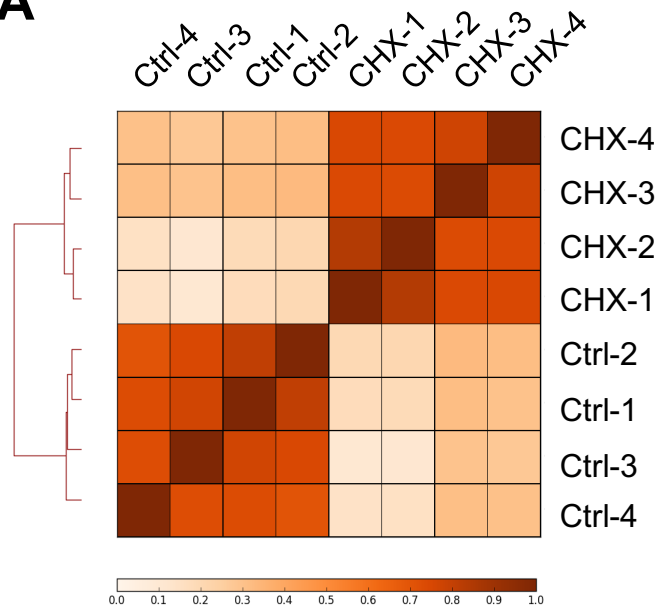 A
Ctrl-4 Ctrl-3 Ctrl-1 Ctrl-2 CHX-1 CHX-2 CHX-3 CHX-4
CHX-4
CHX-3
CHX-2
CHX-1
Ctrl-2
Ctrl-1
Ctrl-3
Ctrl-4
0.0 0.1 0.2 0.3 0.4 0.5 0.6 0.7 0.8 0.9 1.0